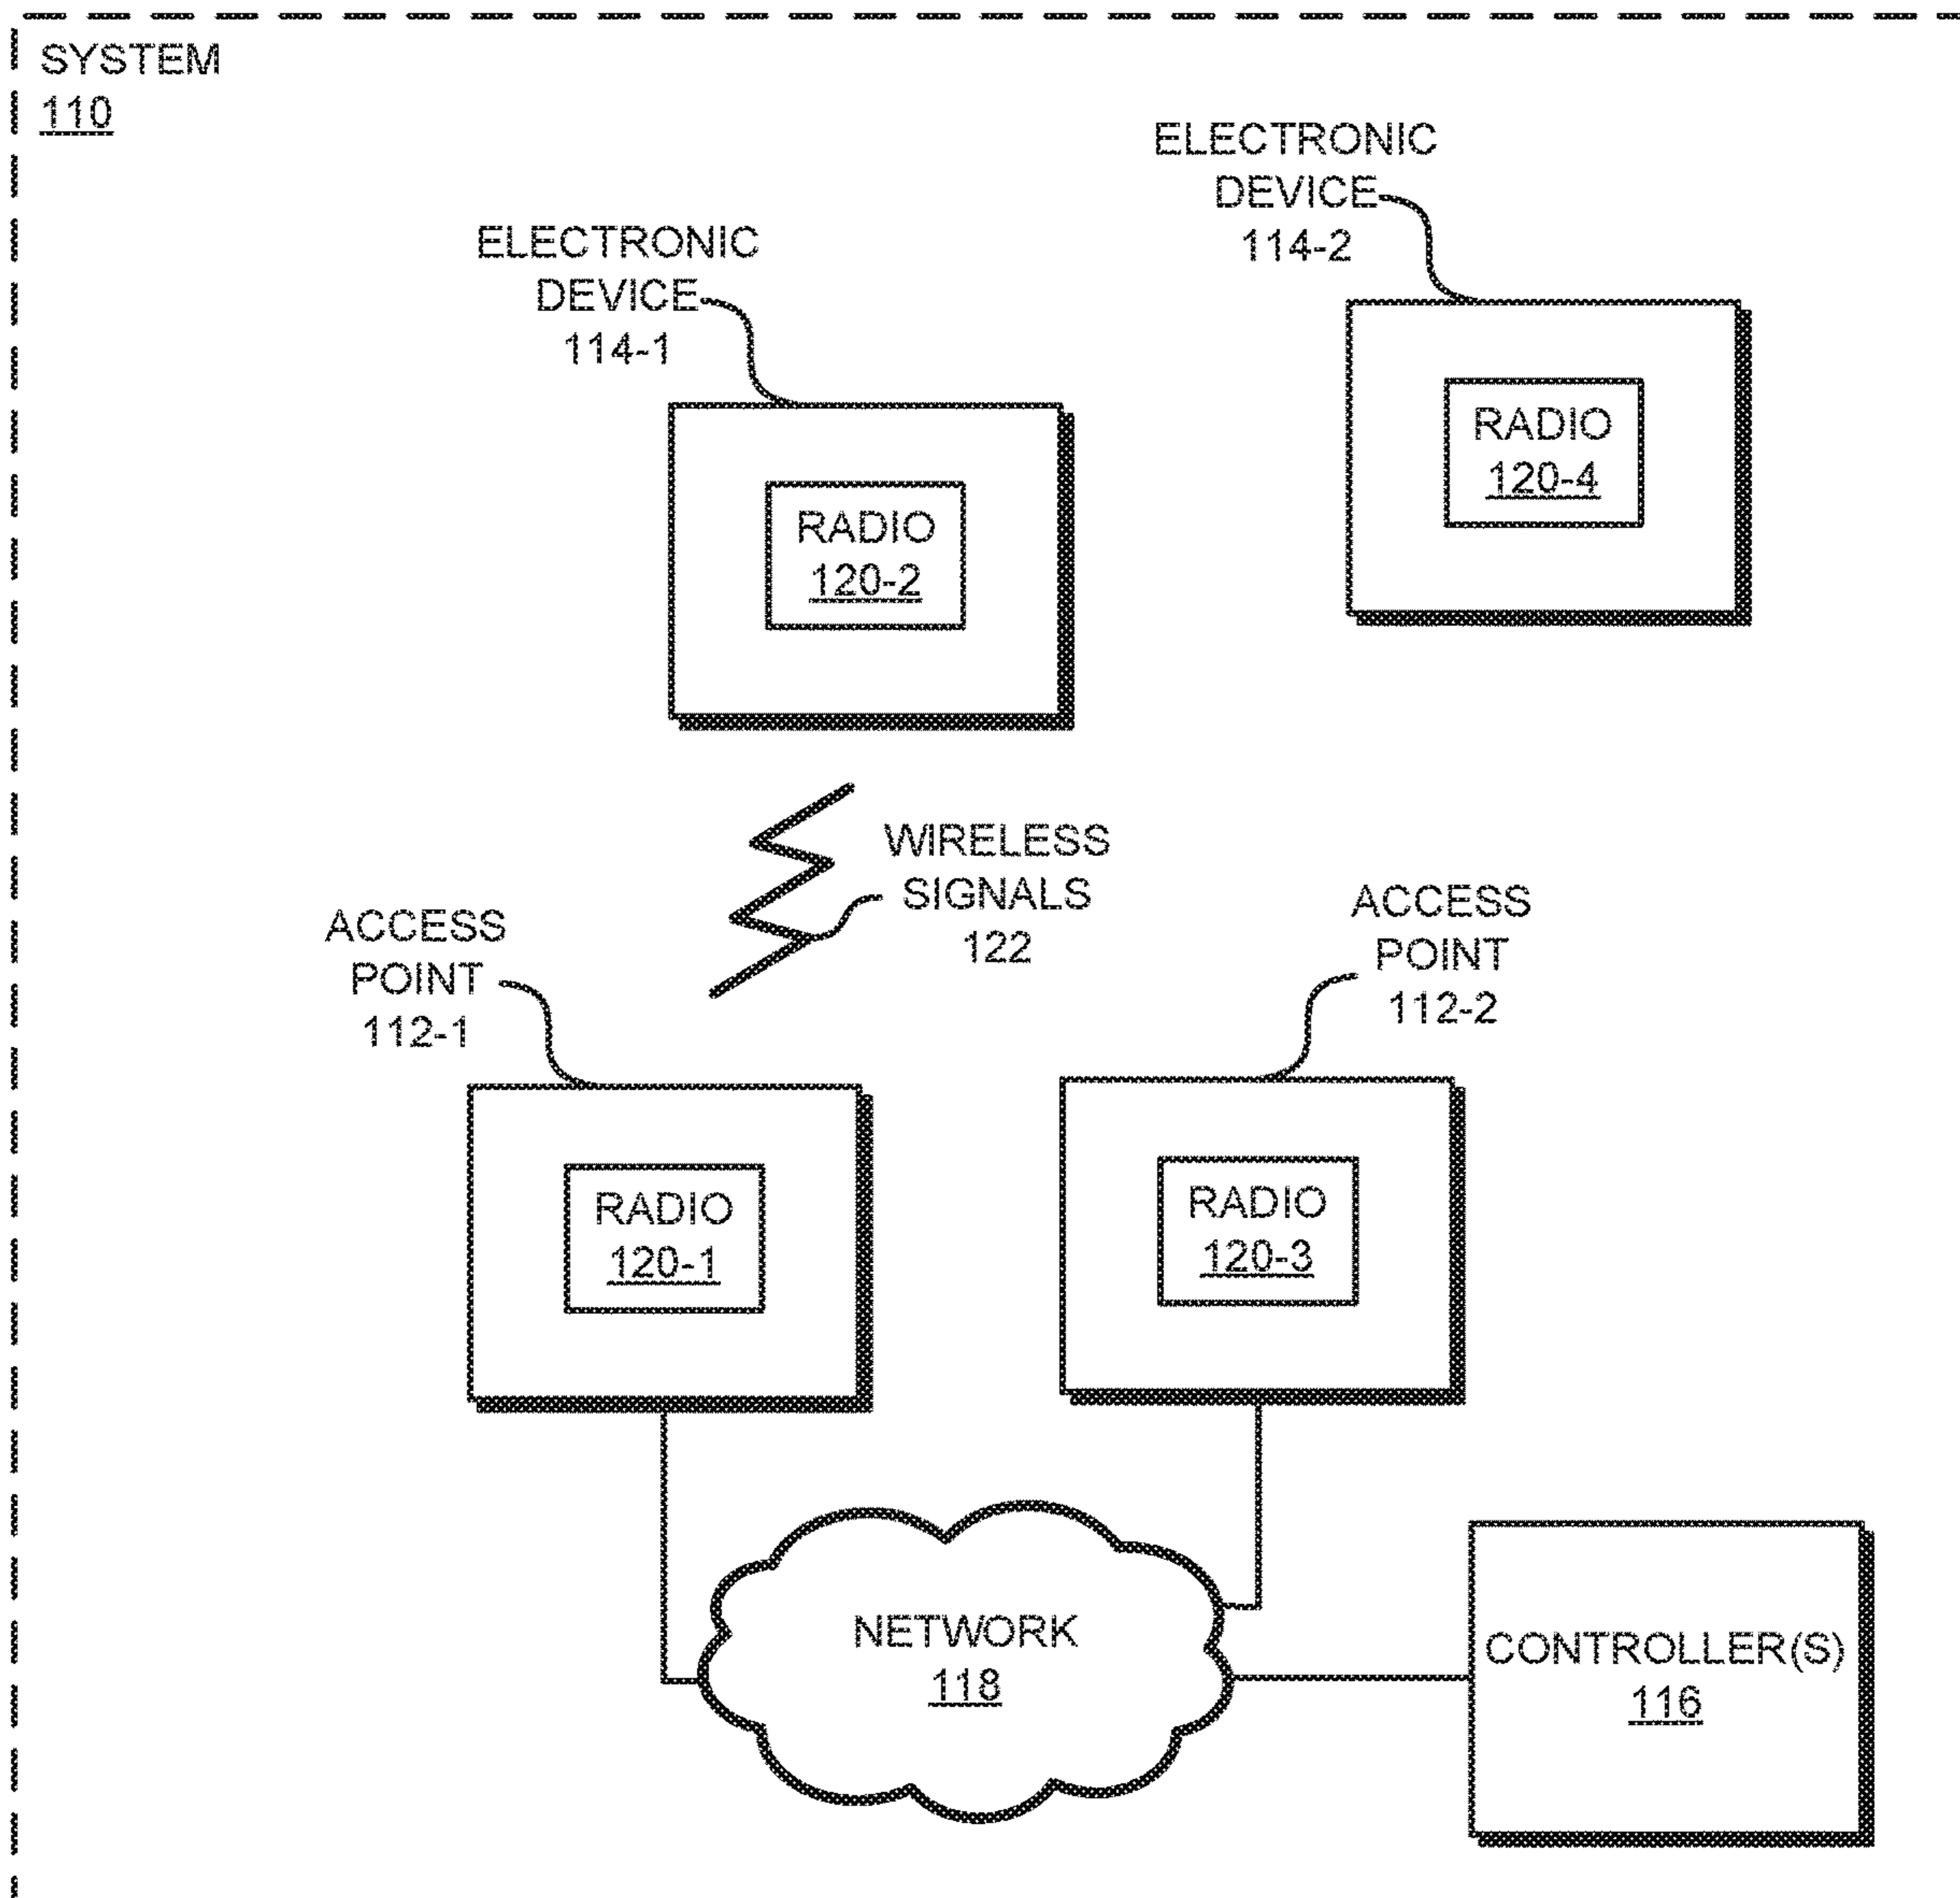 SYSTEM
110
ELECTRONIC
DEVICE
114-2
ELECTRONIC
DEVICE
114-1
RADIO
120-4
RADIO
120-2
WIRELESS
SIGNALS
122
ACCESS
POINT
112-1
ACCESS
POINT
112-2
RADIO
120-1
RADIO
120-3
NETWORK
118
CONTROLLER(S)
116